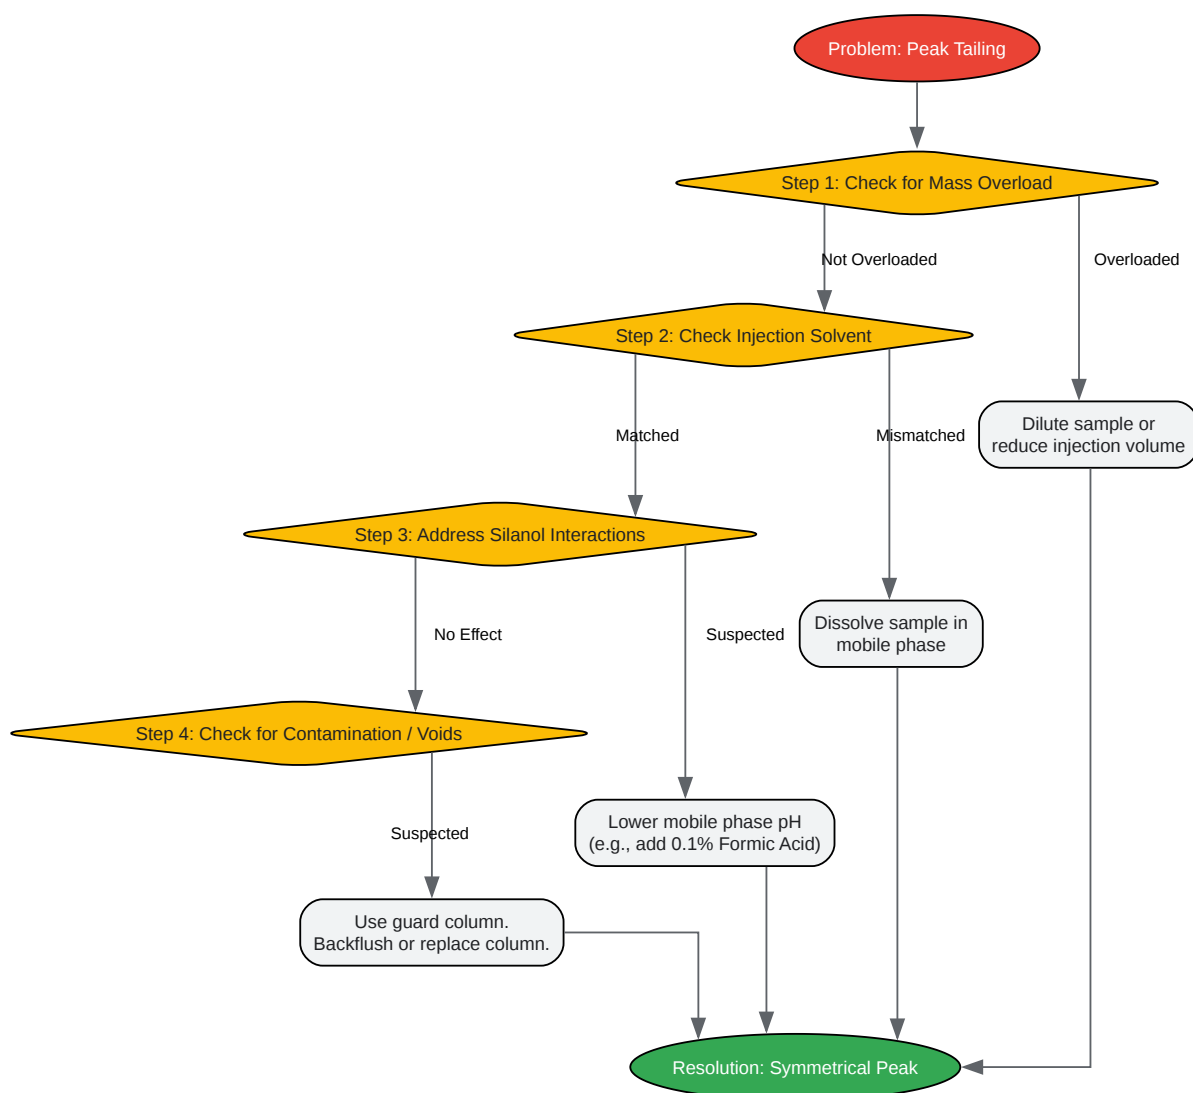 Problem: Peak Tailing
Step 1: Check for Mass Overload
Not Overloaded
Overloaded
Step 2: Check Injection Solvent
Dilute sample or
reduce injection volume
Matched
Mismatched
Step 3: Address Silanol Interactions
Dissolve sample in
mobile phase
No Effect
Suspected
Step 4: Check for Contamination / Voids
Lower mobile phase pH
(e.g., add 0.1% Formic Acid)
Suspected
Use guard column.
Backflush or replace column.
Resolution: Symmetrical Peak